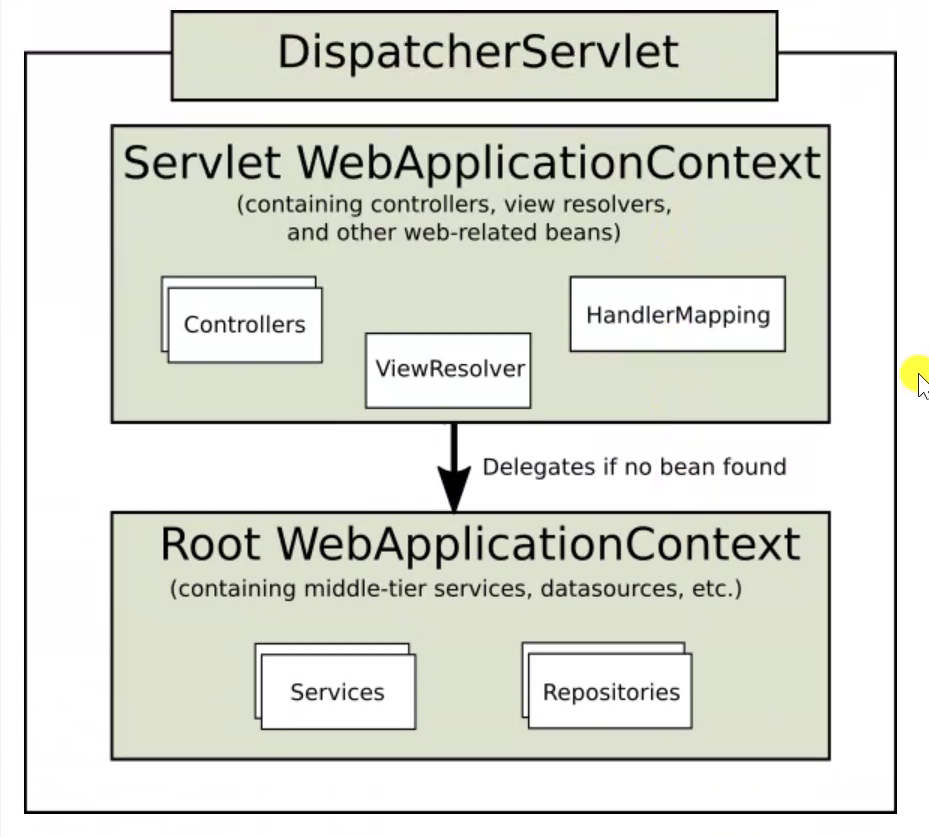 DispatcherServlet
Servlet WebApplicationContext
(containing controllers, view resolvers,
and other web-related beans)
Controllers
HandlerMapping
ViewResolver
Delegates if no bean found
Root WebApplicationContext
(containing middle-tier services, datasources, etc.)
Services
Repositories